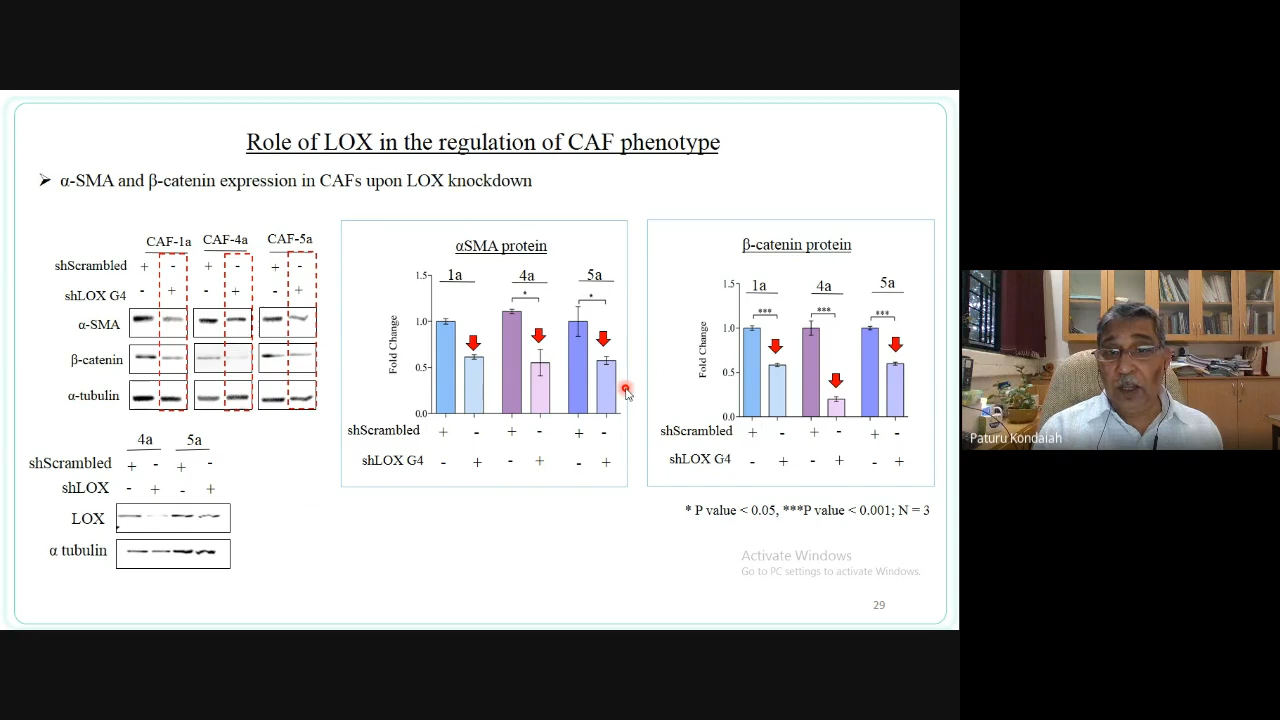 Role of LOX in the regulation of CAF phenotype
➢ α-SMA and β-catenin expression in CAFs upon LOX knockdown
CAF-1a CAF-4a CAF-5a
shScrambled + - + - + -
shLOX G4 - + - + - +
α-SMA
β-catenin
α-tubulin
4a 5a
shScrambled + - + -
shLOX - + - +
LOX
α tubulin
αSMA protein
1a 4a 5a
* *
1.5
1.0
0.5
0.0
Fold Change
shScrambled + - + - + -
shLOX G4 - + - + - +
β-catenin protein
1a 4a 5a
*** *** ***
1.5
1.0
0.5
0.0
Fold Change
shScrambled + - + - + -
shLOX G4 - + - + - +
* P value < 0.05, ***P value < 0.001; N = 3
Activate Windows
Go to PC settings to activate Windows.
29
Paturu Kondaiah